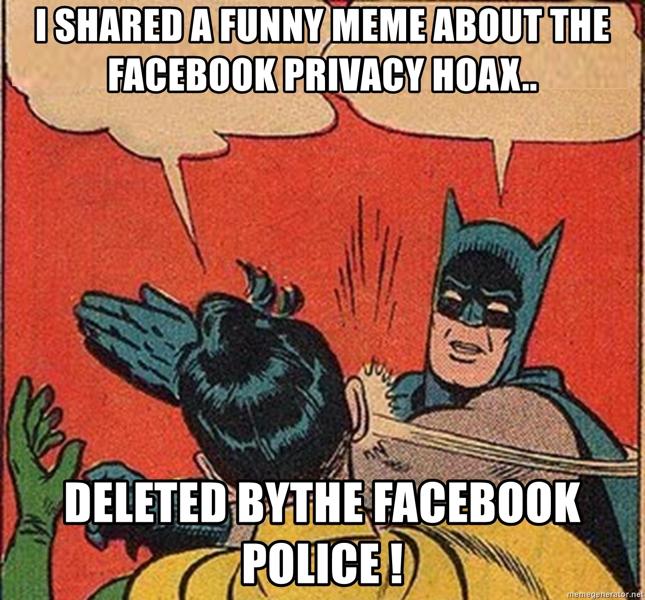 I SHARED A FUNNY MEME ABOUT THE
FACEBOOK PRIVACY HOAX..
DELETED BYTHE FACEBOOK
POLICE !
memegenerator.net